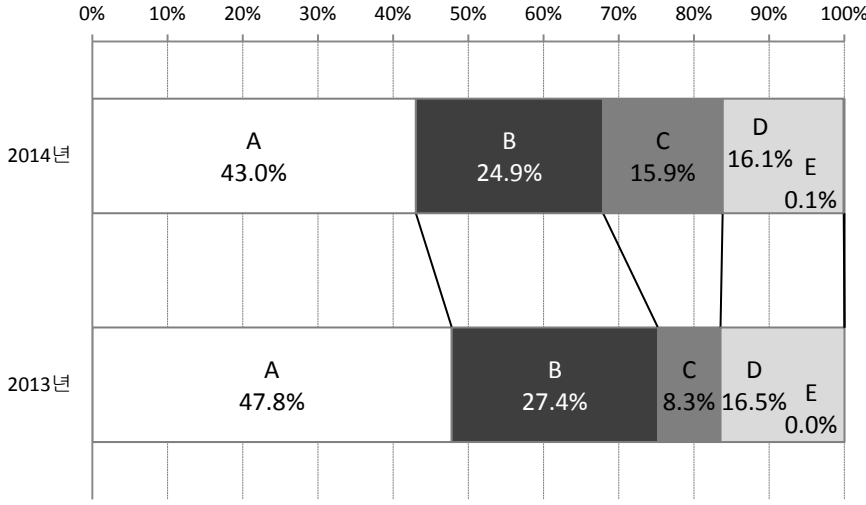 0% 10% 20% 30% 40% 50% 60% 70% 80% 90% 100%
2014년
A
43.0%
B
24.9%
C
15.9%
D
16.1%
E
0.1%
2013년
A
47.8%
B
27.4%
C
8.3%
D
16.5%
E
0.0%